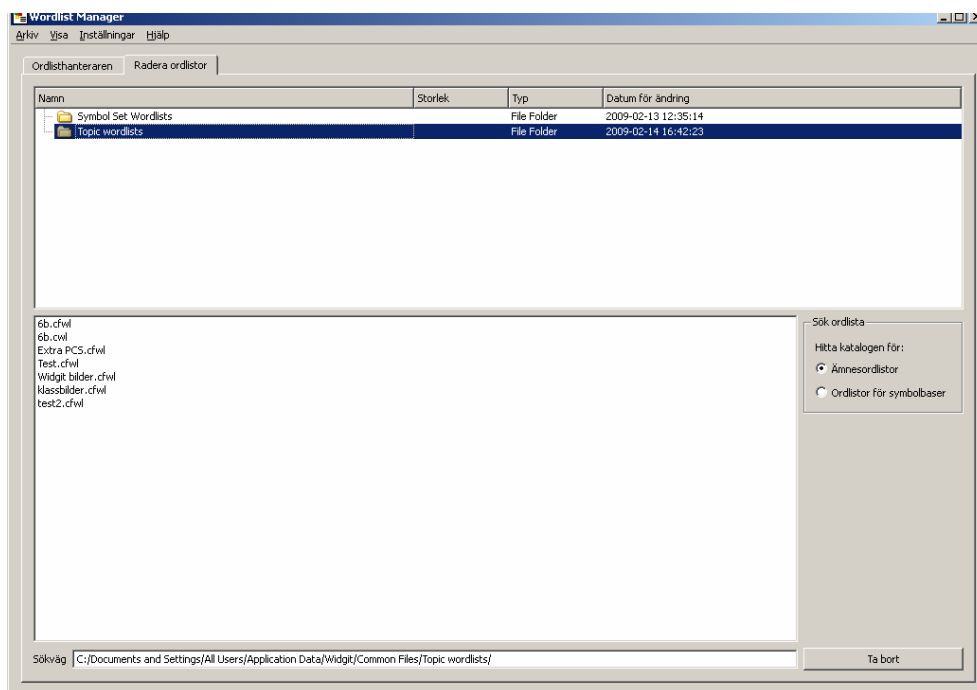 Wordlist Manager
Arkiv Visa Inställningar Hjälp
Ordlisthanteraren Radera ordlistor
Namn Storlek Typ Datum för ändring
Symbol Set Wordlists File Folder 2009-02-13 12:35:14
Topic wordlists File Folder 2009-02-14 16:42:23
6b.cfwl
6b.cwl
Extra PCS.cfwl
Test.cfwl
Widgit bilder.cfwl
klassbilder.cfwl
test2.cfwl
Sök ordlista
Hitta katalogen för:
Ämnesordlistor
Ordlistor för symbolbaser
Sökväg C:/Documents and Settings/All Users/Application Data/Widgit/Common Files/Topic wordlists/ Ta bort